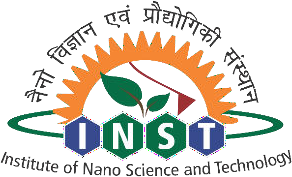 नैनो विज्ञान एवं प्रौद्योगिकी संस्थान
INST
Institute of Nano Science and Technology